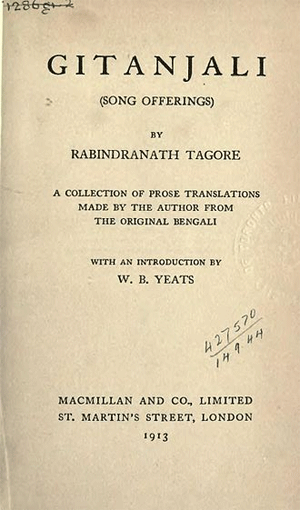 GITANJALI
(SONG OFFERINGS)
BY
RABINDRANATH TAGORE
A COLLECTION OF PROSE TRANSLATIONS
MADE BY THE AUTHOR FROM
THE ORIGINAL BENGALI
WITH AN INTRODUCTION BY
W. B. YEATS
427570
14 9 44
MACMILLAN AND CO., LIMITED
ST. MARTIN'S STREET, LONDON
1913